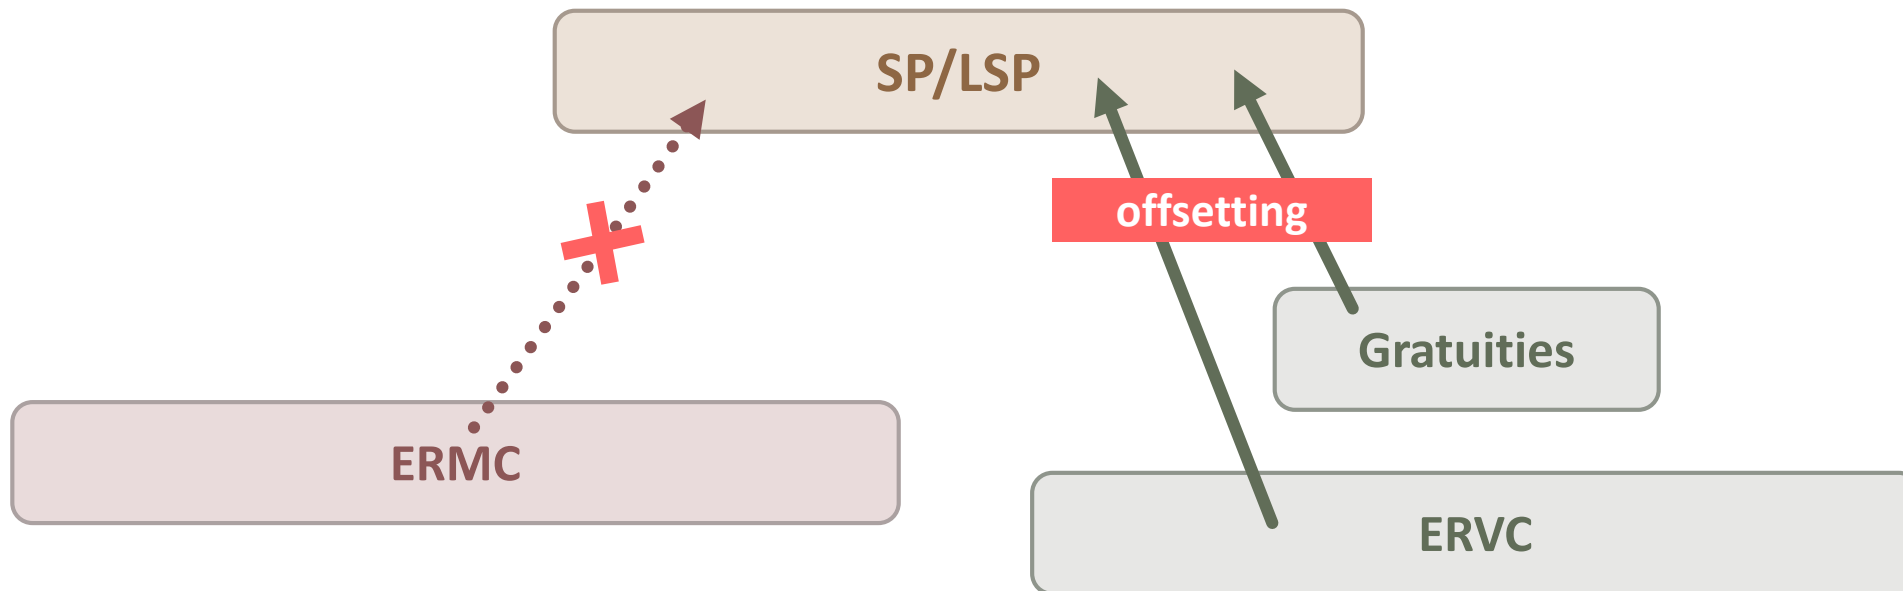 SP/LSP
offsetting
Gratuities
ERMC
ERVC